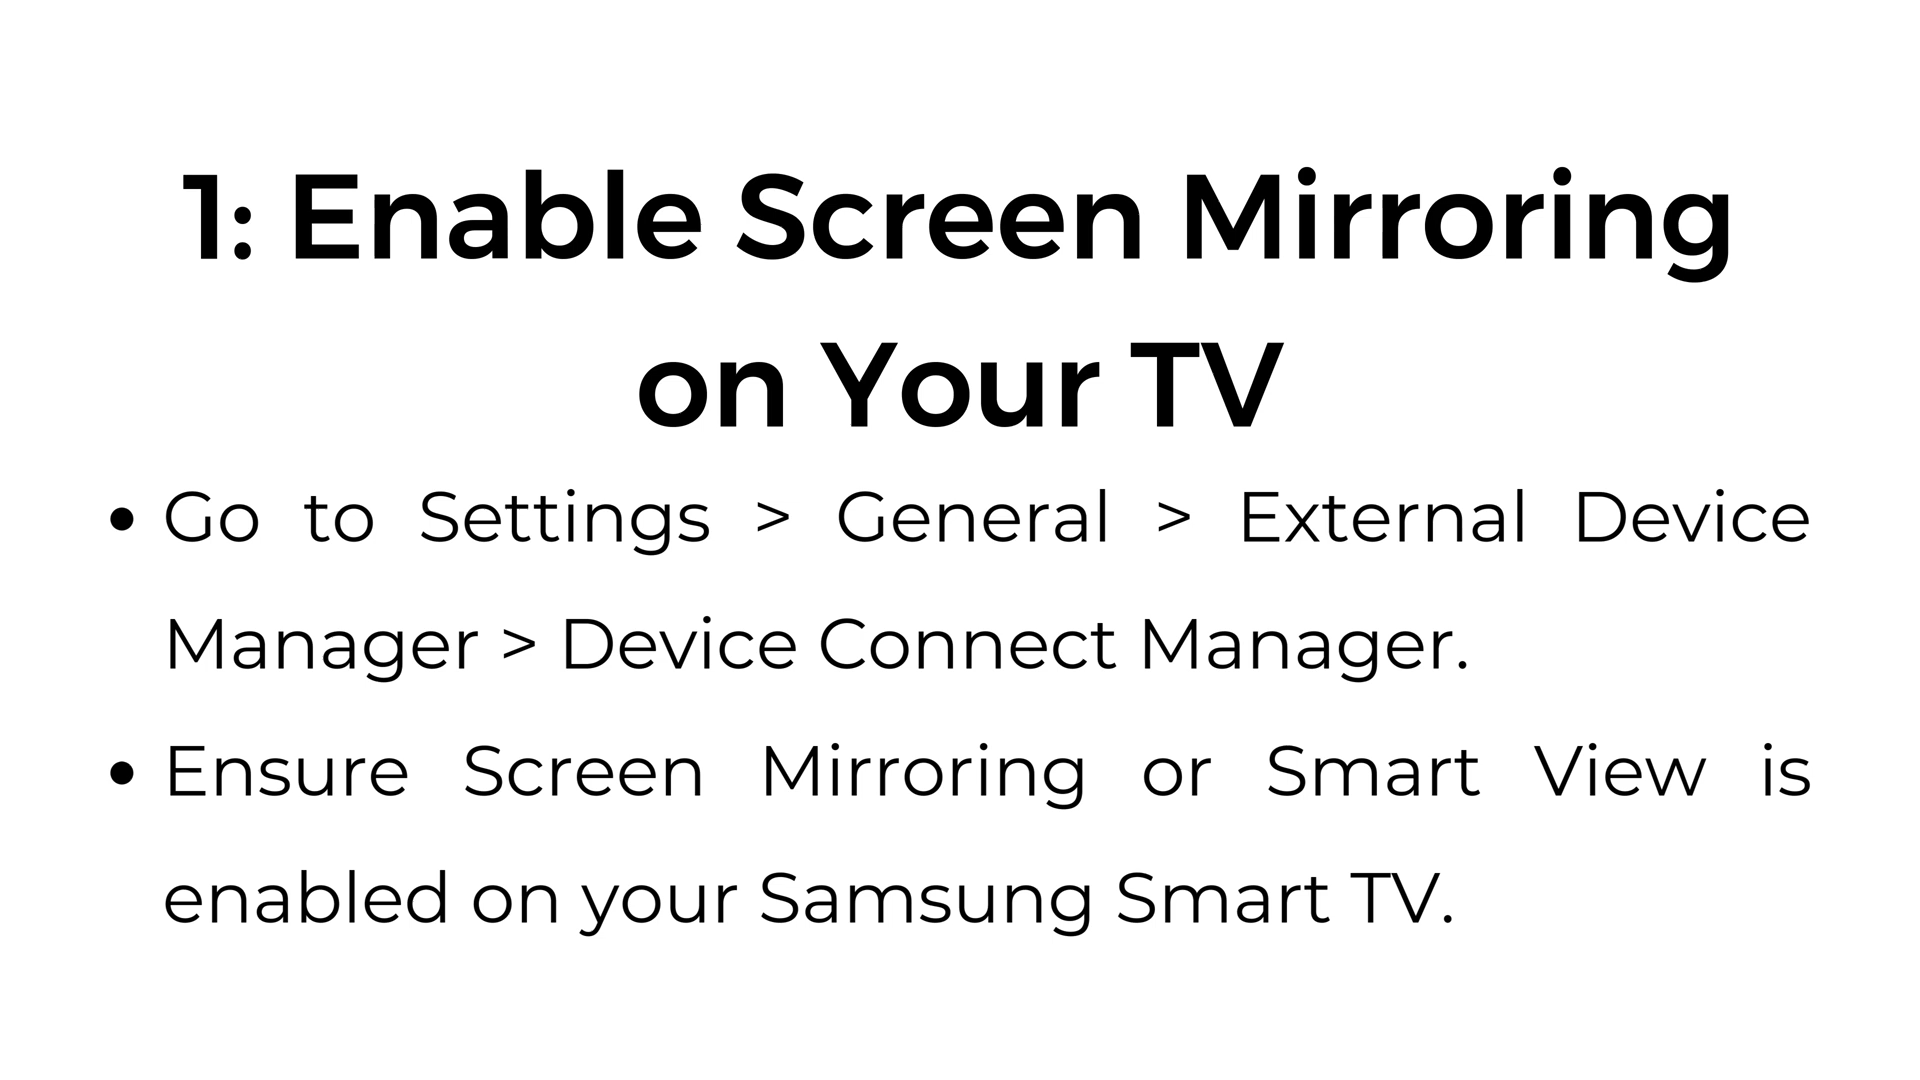 1: Enable Screen Mirroring
on Your TV
• Go to Settings > General > External Device
Manager > Device Connect Manager.
• Ensure Screen Mirroring or Smart View is
enabled on your Samsung Smart TV.